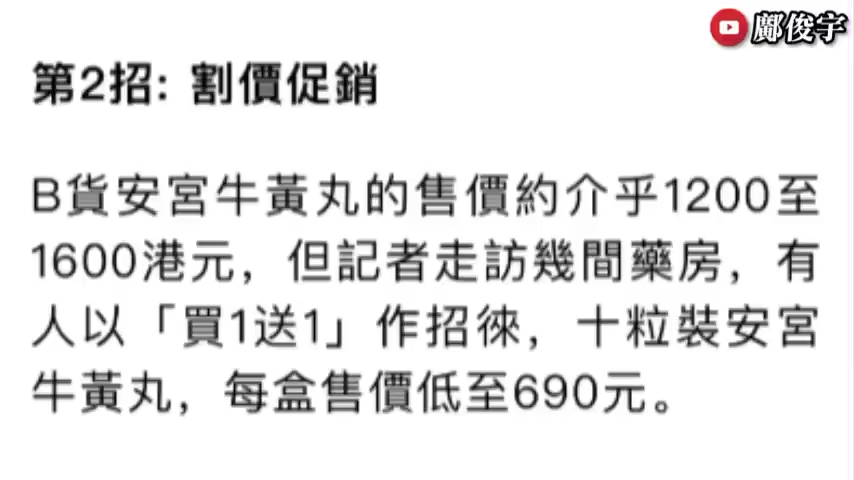 鄺俊宇
第2招: 割價促銷
B貨安宮牛黃丸的售價約介乎1200至
1600港元，但記者走訪幾間藥房，有
人以「買1送1」作招徠，十粒裝安宮
牛黃丸，每盒售價低至690元。